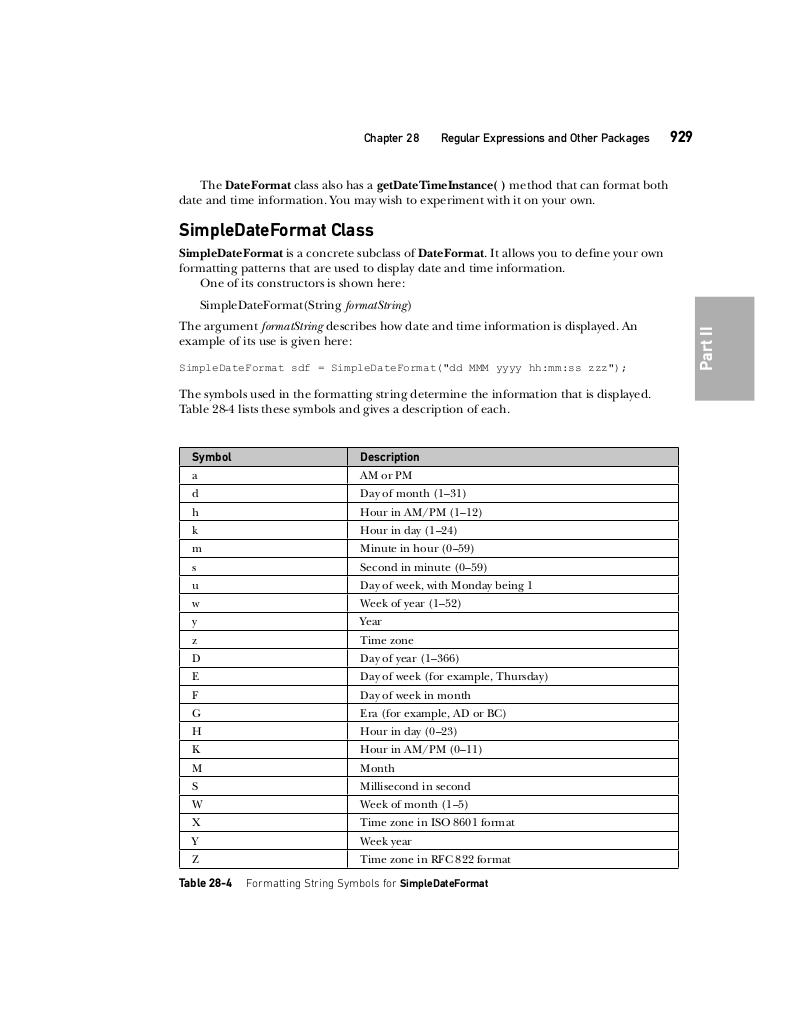 Chapter 28 Regular Expressions and Other Packages 929
The DateFormat class also has a getDateTimeInstance( ) method that can format both
date and time information. You may wish to experiment with it on your own.
SimpleDateFormat Class
SimpleDateFormat is a concrete subclass of DateFormat. It allows you to define your own
formatting patterns that are used to display date and time information.
One of its constructors is shown here:
SimpleDateFormat(String formatString)
The argument formatString describes how date and time information is displayed. An
example of its use is given here:
SimpleDateFormat sdf = SimpleDateFormat("dd MMM yyyy hh:mm:ss zzz");
The symbols used in the formatting string determine the information that is displayed.
Table 28-4 lists these symbols and gives a description of each.
Part II
Symbol Description
a AM or PM
d Day of month (1–31)
h Hour in AM/PM (1–12)
k Hour in day (1–24)
m Minute in hour (0–59)
s Second in minute (0–59)
u Day of week, with Monday being 1
w Week of year (1–52)
y Year
z Time zone
D Day of year (1–366)
E Day of week (for example, Thursday)
F Day of week in month
G Era (for example, AD or BC)
H Hour in day (0–23)
K Hour in AM/PM (0–11)
M Month
S Millisecond in second
W Week of month (1–5)
X Time zone in ISO 8601 format
Y Week year
Z Time zone in RFC 822 format
Table 28-4 Formatting String Symbols for SimpleDateFormat